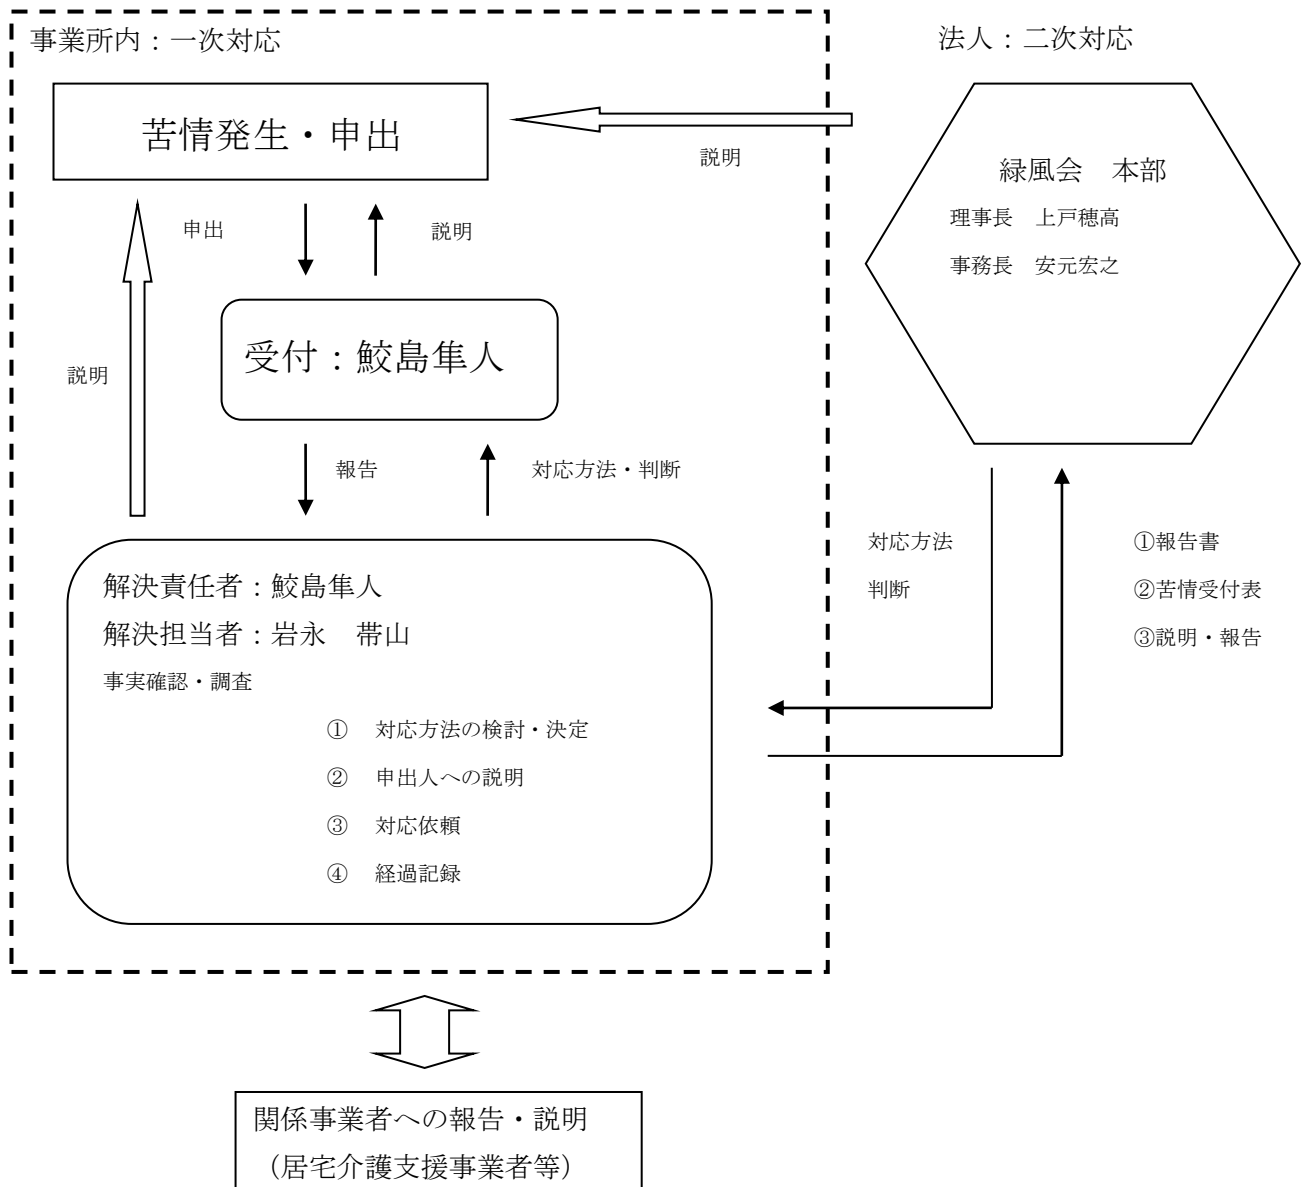 事業所内：一次対応
法人：二次対応
苦情発生・申出
説明
緑風会　本部
理事長　上戸穂高
事務長　安元宏之
申出
説明
受付：鮫島隼人
説明
報告
対応方法・判断
解決責任者：鮫島隼人
解決担当者：岩永　帯山
事実確認・調査
①　対応方法の検討・決定
②　申出人への説明
③　対応依頼
④　経過記録
対応方法
判断
①報告書
②苦情受付表
③説明・報告
関係事業者への報告・説明
（居宅介護支援事業者等）